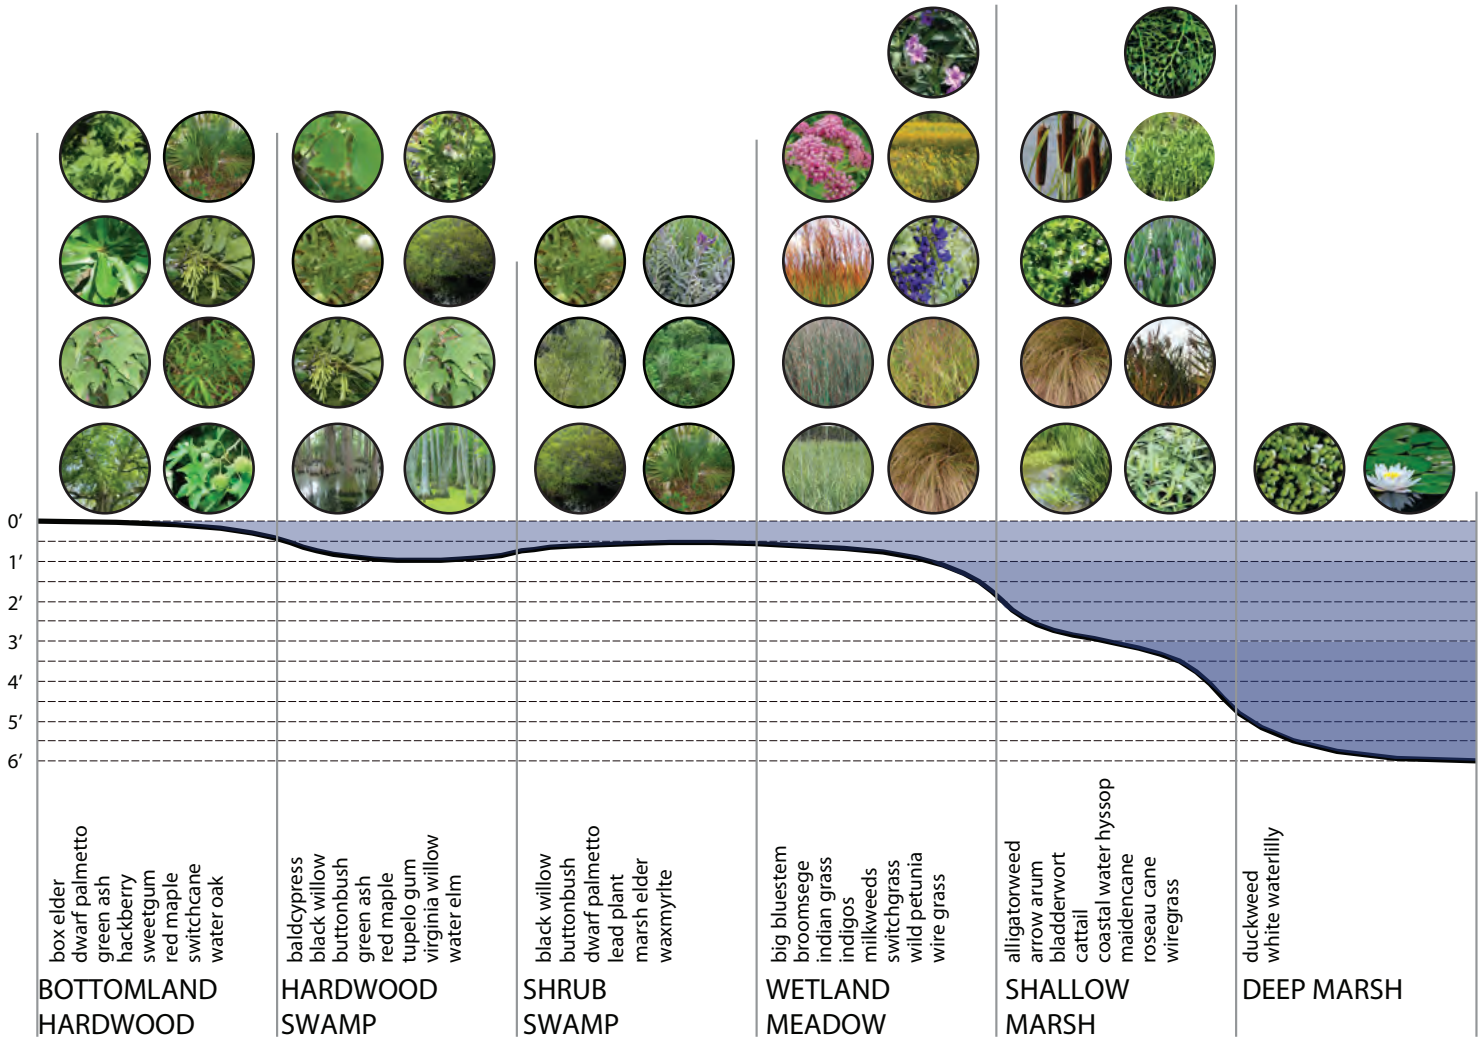 0'
1'
2'
3'
4'
5'
6'
box elder
dwarf palmetto
green ash
hackberry
sweetgum
red maple
switchcane
water oak
BOTTOMLAND
HARDWOOD
baldcypress
black willow
buttonbush
green ash
red maple
tupelo gum
virginia willow
water elm
HARDWOOD
SWAMP
black willow
buttonbush
dwarf palmetto
lead plant
marsh elder
waxmyrlte
SHRUB
SWAMP
big bluestem
broomsege
indian grass
indigos
milkweeds
switchgrass
wild petunia
wire grass
WETLAND
MEADOW
alligatorweed
arrow arum
bladderwort
cattail
coastal water hyssop
maidencane
roseau cane
wiregrass
SHALLOW
MARSH
duckweed
white waterlilly
DEEP MARSH